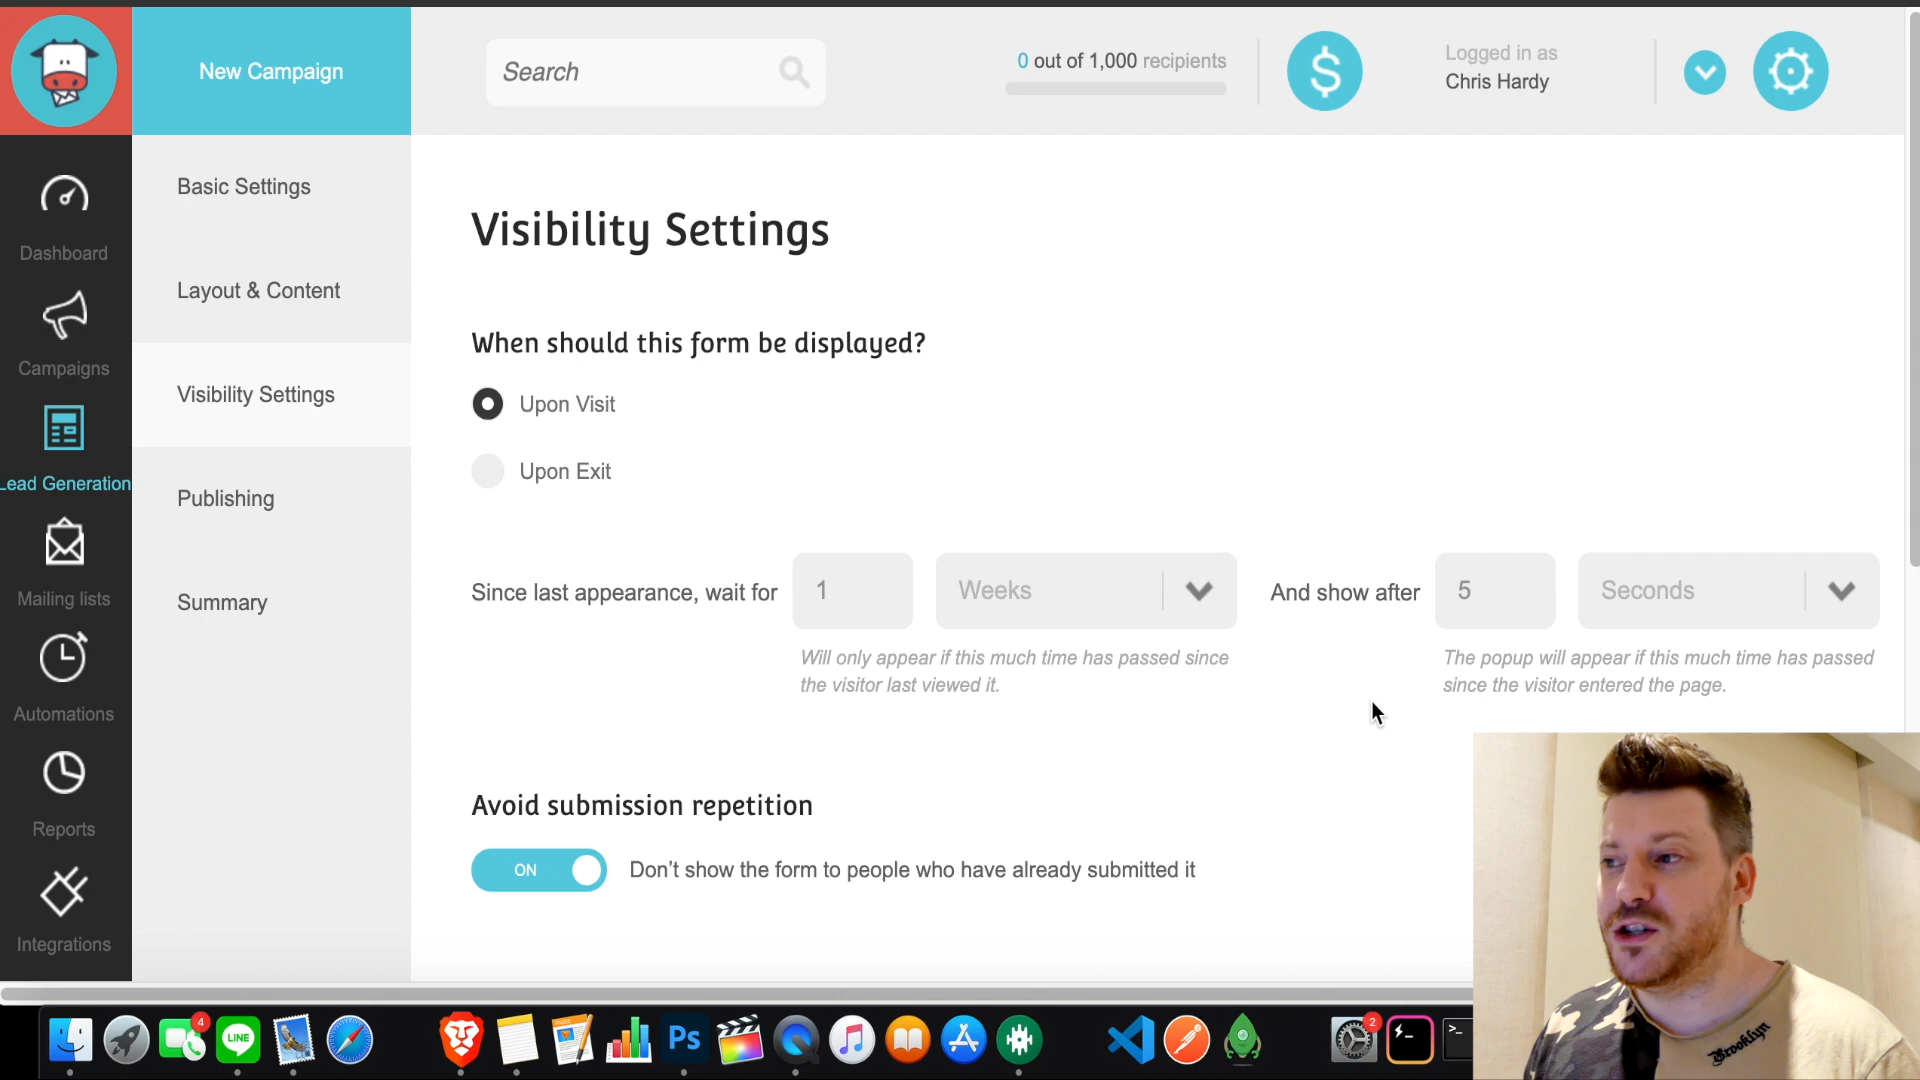 New Campaign
Search
0 out of 1,000 recipients
$
Logged in as
Chris Hardy
Dashboard
Campaigns
Lead Generation
Mailing lists
Automations
Reports
Integrations
Basic Settings
Layout & Content
Visibility Settings
Publishing
Summary
Visibility Settings
When should this form be displayed?
Upon Visit
Upon Exit
Since last appearance, wait for 1 Weeks
And show after 5 Seconds
Will only appear if this much time has passed since
the visitor last viewed it.
The popup will appear if this much time has passed
since the visitor entered the page.
Avoid submission repetition
ON
Don't show the form to people who have already submitted it
4
LINE
Ps
2
Brooklyn